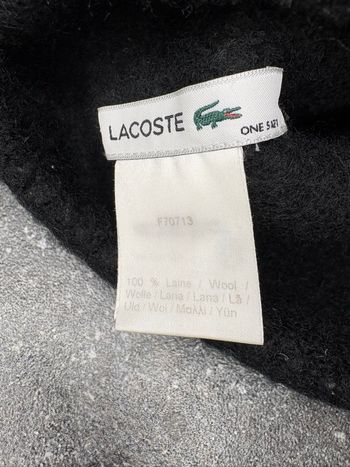 LACOSTE
ONE SIZE
F70713
100 % Laine / Wool /
Wolle / Lana / Lana / Lã /
Uld / Wol / Μαλλί / Yün